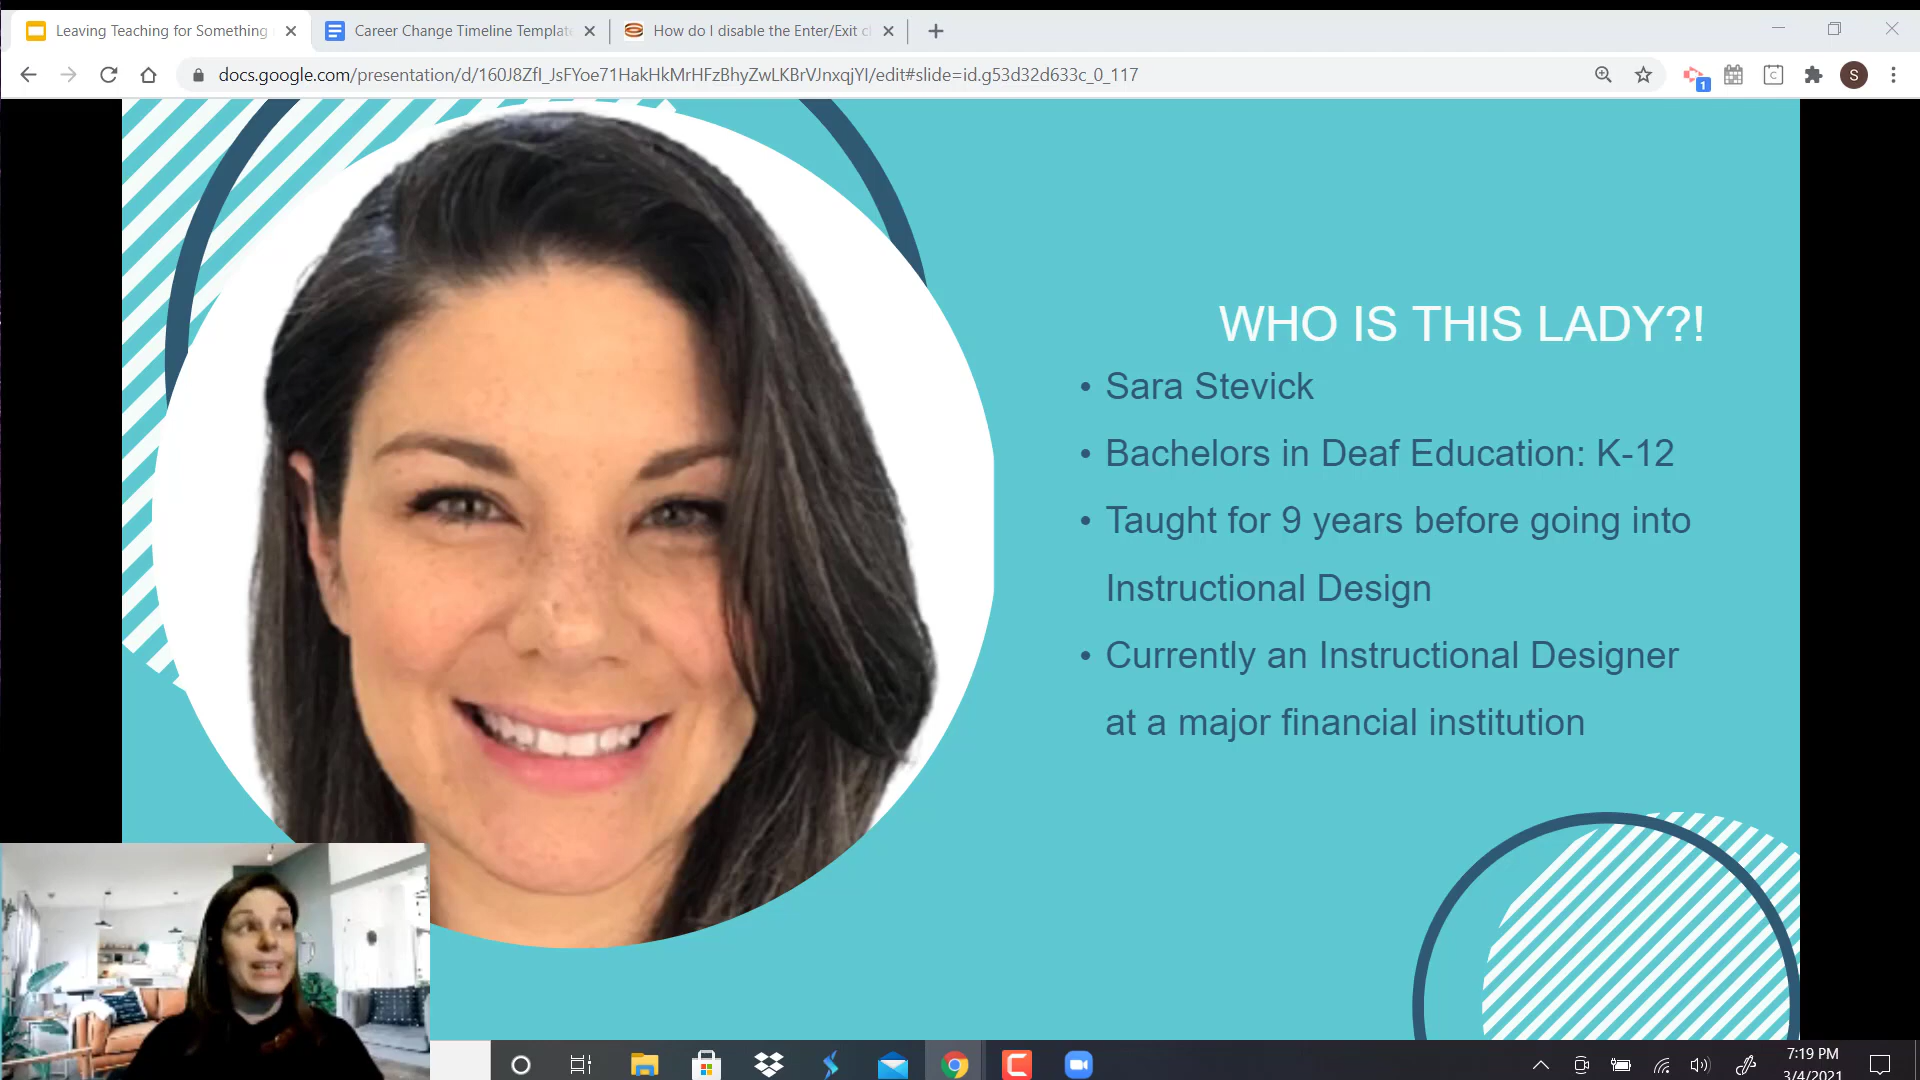 Leaving Teaching for Something
Career Change Timeline Templat
How do I disable the Enter/Exit c
docs.google.com/presentation/d/160J8ZfI_JsFYoe71HakHkMrHFzBhyZwLKBrVJnxqjYI/edit#slide=id.g53d32d633c_0_117
1
C
S
WHO IS THIS LADY?!
• Sara Stevick
• Bachelors in Deaf Education: K-12
• Taught for 9 years before going into
Instructional Design
• Currently an Instructional Designer
at a major financial institution
7:19 PM
3/4/2021